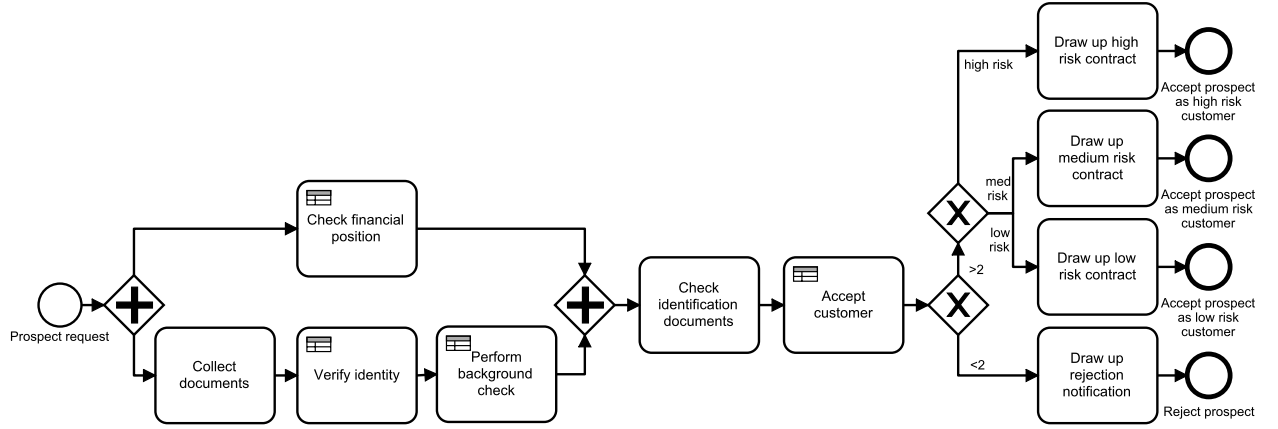 Prospect request
Check financial
position
Collect
documents
Verify identity
Perform
background
check
Check
identification
documents
Accept
customer
>2
<2
high risk
med
risk
low
risk
Draw up high
risk contract
Accept prospect
as high risk
customer
Draw up
medium risk
contract
Accept prospect
as medium risk
customer
Draw up low
risk contract
Accept prospect
as low risk
customer
Draw up
rejection
notification
Reject prospect